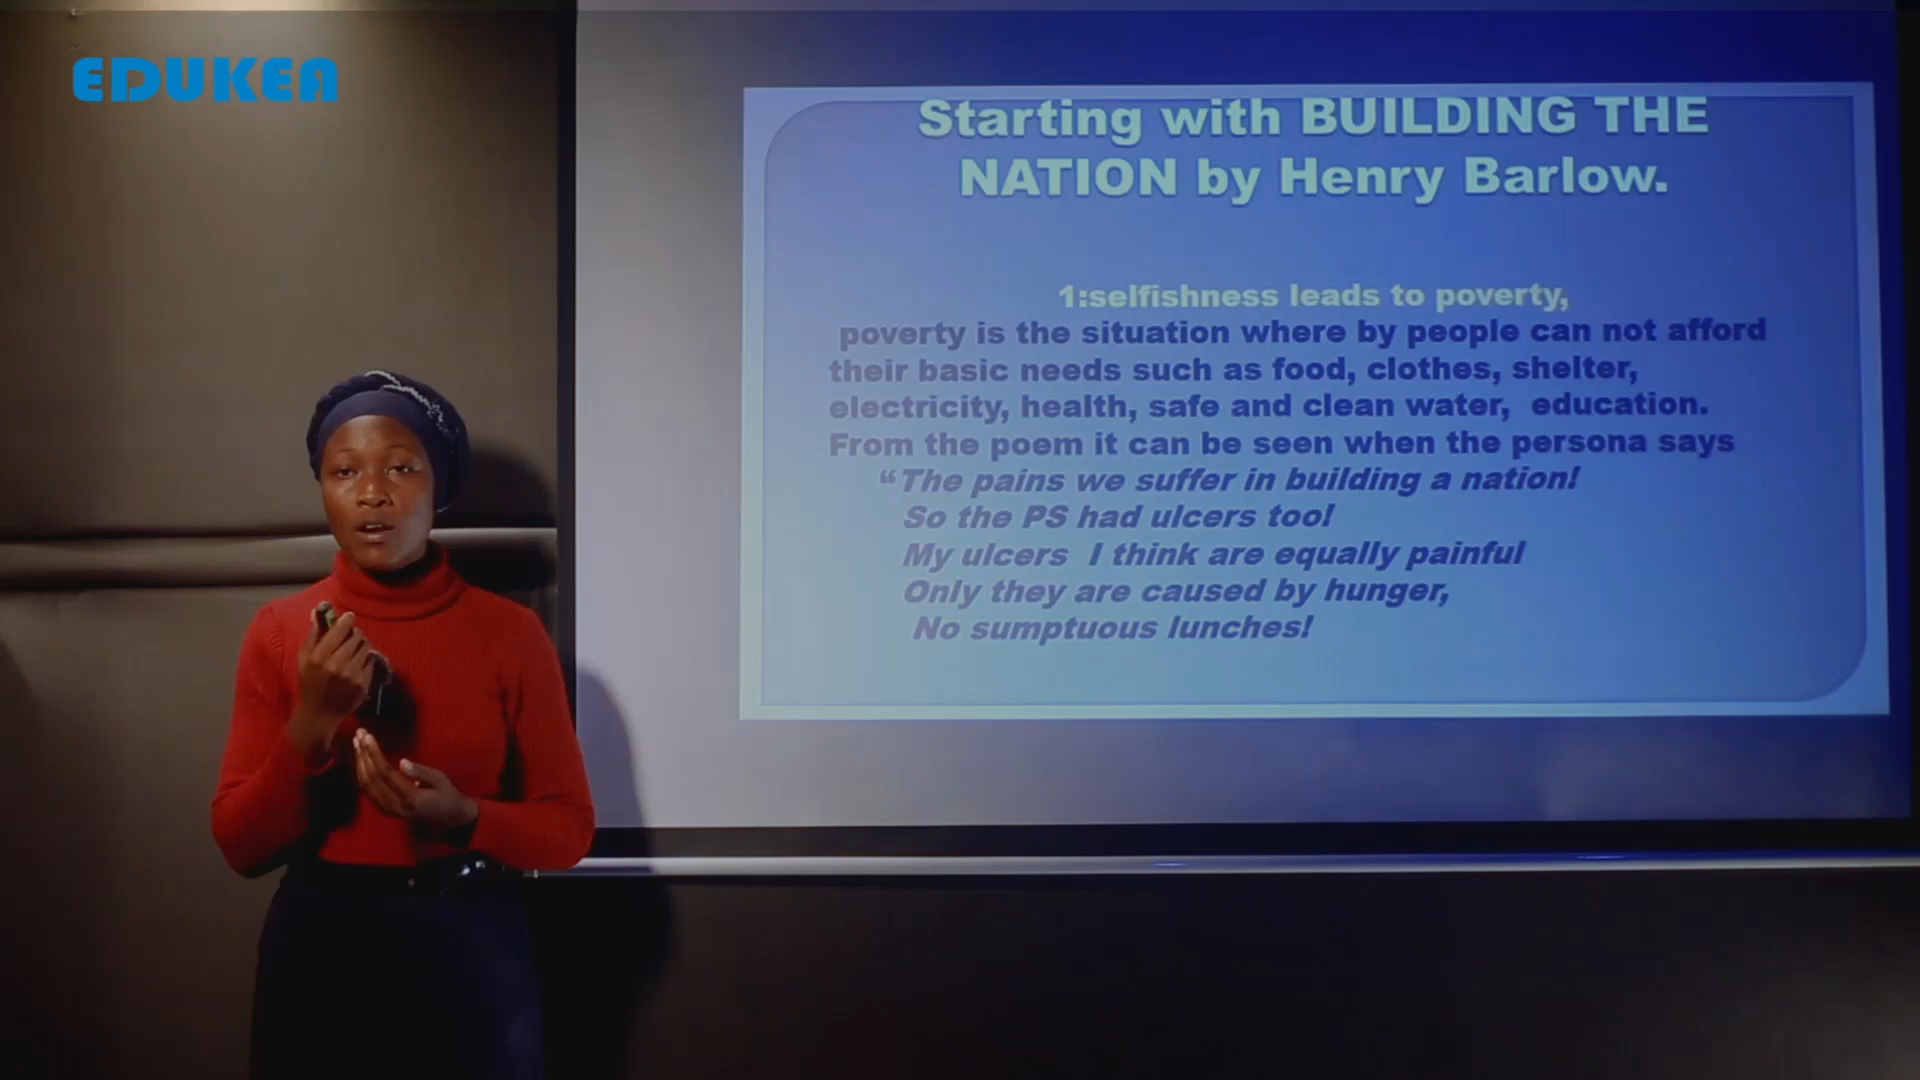 EDUKEA
Starting with BUILDING THE
NATION by Henry Barlow.
1:selfishness leads to poverty,
poverty is the situation where by people can not afford
their basic needs such as food, clothes, shelter,
electricity, health, safe and clean water, education.
From the poem it can be seen when the persona says
“The pains we suffer in building a nation!
So the PS had ulcers too!
My ulcers I think are equally painful
Only they are caused by hunger,
No sumptuous lunches!